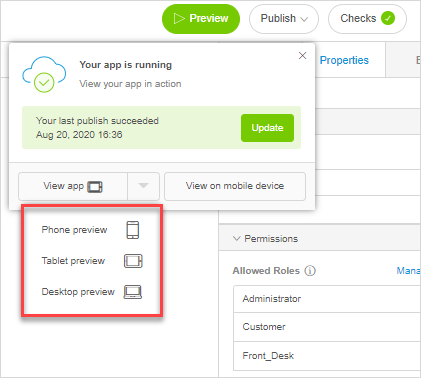 Preview
Publish
Checks
Your app is running
View your app in action
Properties
Your last publish succeeded
Aug 20, 2020 16:36
Update
View app
View on mobile device
Phone preview
Tablet preview
Desktop preview
Permissions
Allowed Roles
Mana
Administrator
Customer
Front_Desk